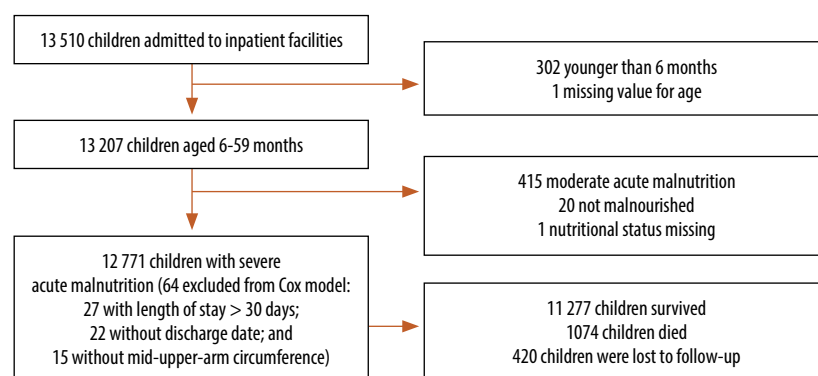 13 510 children admitted to inpatient facilities
302 younger than 6 months
1 missing value for age
13 207 children aged 6-59 months
415 moderate acute malnutrition
20 not malnourished
1 nutritional status missing
12 771 children with severe
acute malnutrition (64 excluded from Cox model:
27 with length of stay > 30 days;
22 without discharge date; and
15 without mid-upper-arm circumference)
11 277 children survived
1074 children died
420 children were lost to follow-up